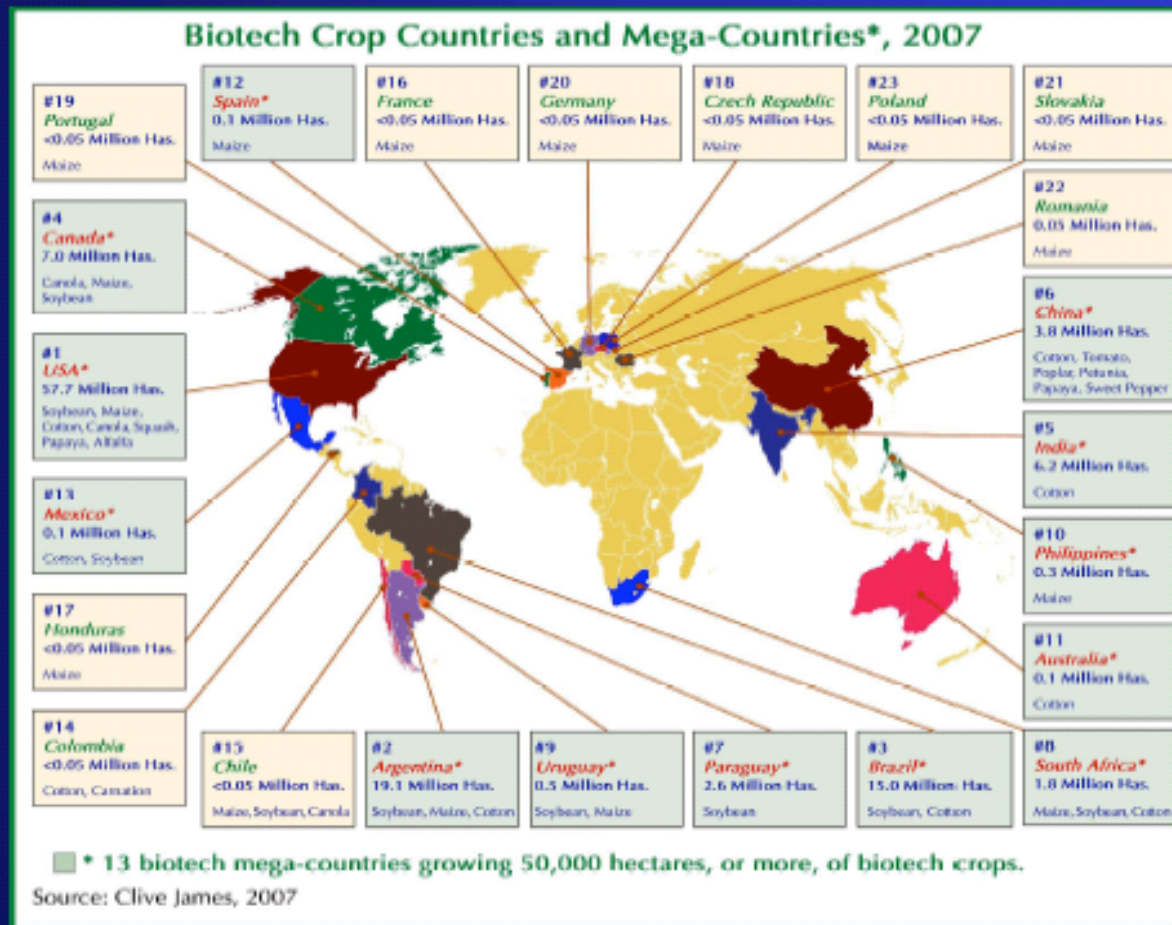 Biotech Crop Countries and Mega-Countries*, 2007
#19
Portugal
<0.05 Million Has.
Maize
#12
Spain*
0.1 Million Has.
Maize
#16
France
<0.05 Million Has.
Maize
#20
Germany
<0.05 Million Has.
Maize
#18
Czech Republic
<0.05 Million Has.
Maize
#23
Poland
<0.05 Million Has.
Maize
#21
Slovakia
<0.05 Million Has.
Maize
#22
Romania
0.05 Million Has.
Maize
#4
Canada*
7.0 Million Has.
Canola, Maize,
Soybean
#6
China*
3.8 Million Has.
Cotton, Tomato,
Poplar, Petunia,
Papaya, Sweet Pepper
#1
USA*
57.7 Million Has.
Soybean, Maize,
Cotton, Canola, Squash,
Papaya, Alfalfa
#5
India*
6.2 Million Has.
Cotton
#13
Mexico*
0.1 Million Has.
Cotton, Soybean
#10
Philippines*
0.3 Million Has.
Maize
#17
Honduras
<0.05 Million Has.
Maize
#11
Australia*
0.1 Million Has.
Cotton
#14
Colombia
<0.05 Million Has.
Cotton, Carnation
#15
Chile
<0.05 Million Has.
Maize, Soybean, Canola
#2
Argentina*
19.1 Million Has.
Soybean, Maize, Cotton
#9
Uruguay*
0.5 Million Has.
Soybean, Maize
#7
Paraguay*
2.6 Million Has.
Soybean
#3
Brazil*
15.0 Million Has.
Soybean, Cotton
#8
South Africa*
1.8 Million Has.
Maize, Soybean, Cotton
* 13 biotech mega-countries growing 50,000 hectares, or more, of biotech crops.
Source: Clive James, 2007